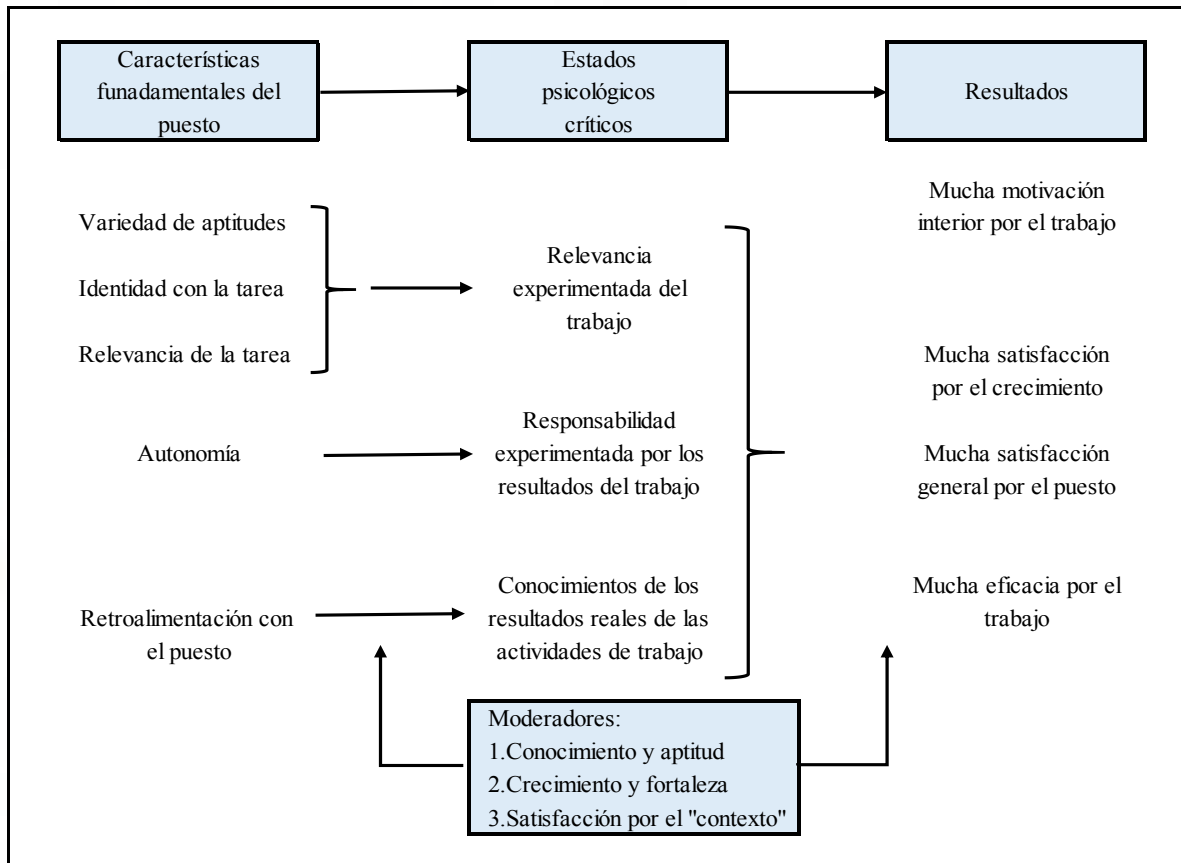 Características
funadamentales del
puesto
Estados
psicológicos
críticos
Resultados
Variedad de aptitudes
Identidad con la tarea
Relevancia de la tarea
Relevancia
experimentada del
trabajo
Mucha motivación
interior por el trabajo
Mucha satisfacción
por el crecimiento
Autonomía
Responsabilidad
experimentada por los
resultados del trabajo
Mucha satisfacción
general por el puesto
Retroalimentación con
el puesto
Conocimientos de los
resultados reales de las
actividades de trabajo
Mucha eficacia por el
trabajo
Moderadores:
1.Conocimiento y aptitud
2.Crecimiento y fortaleza
3.Satisfacción por el "contexto"